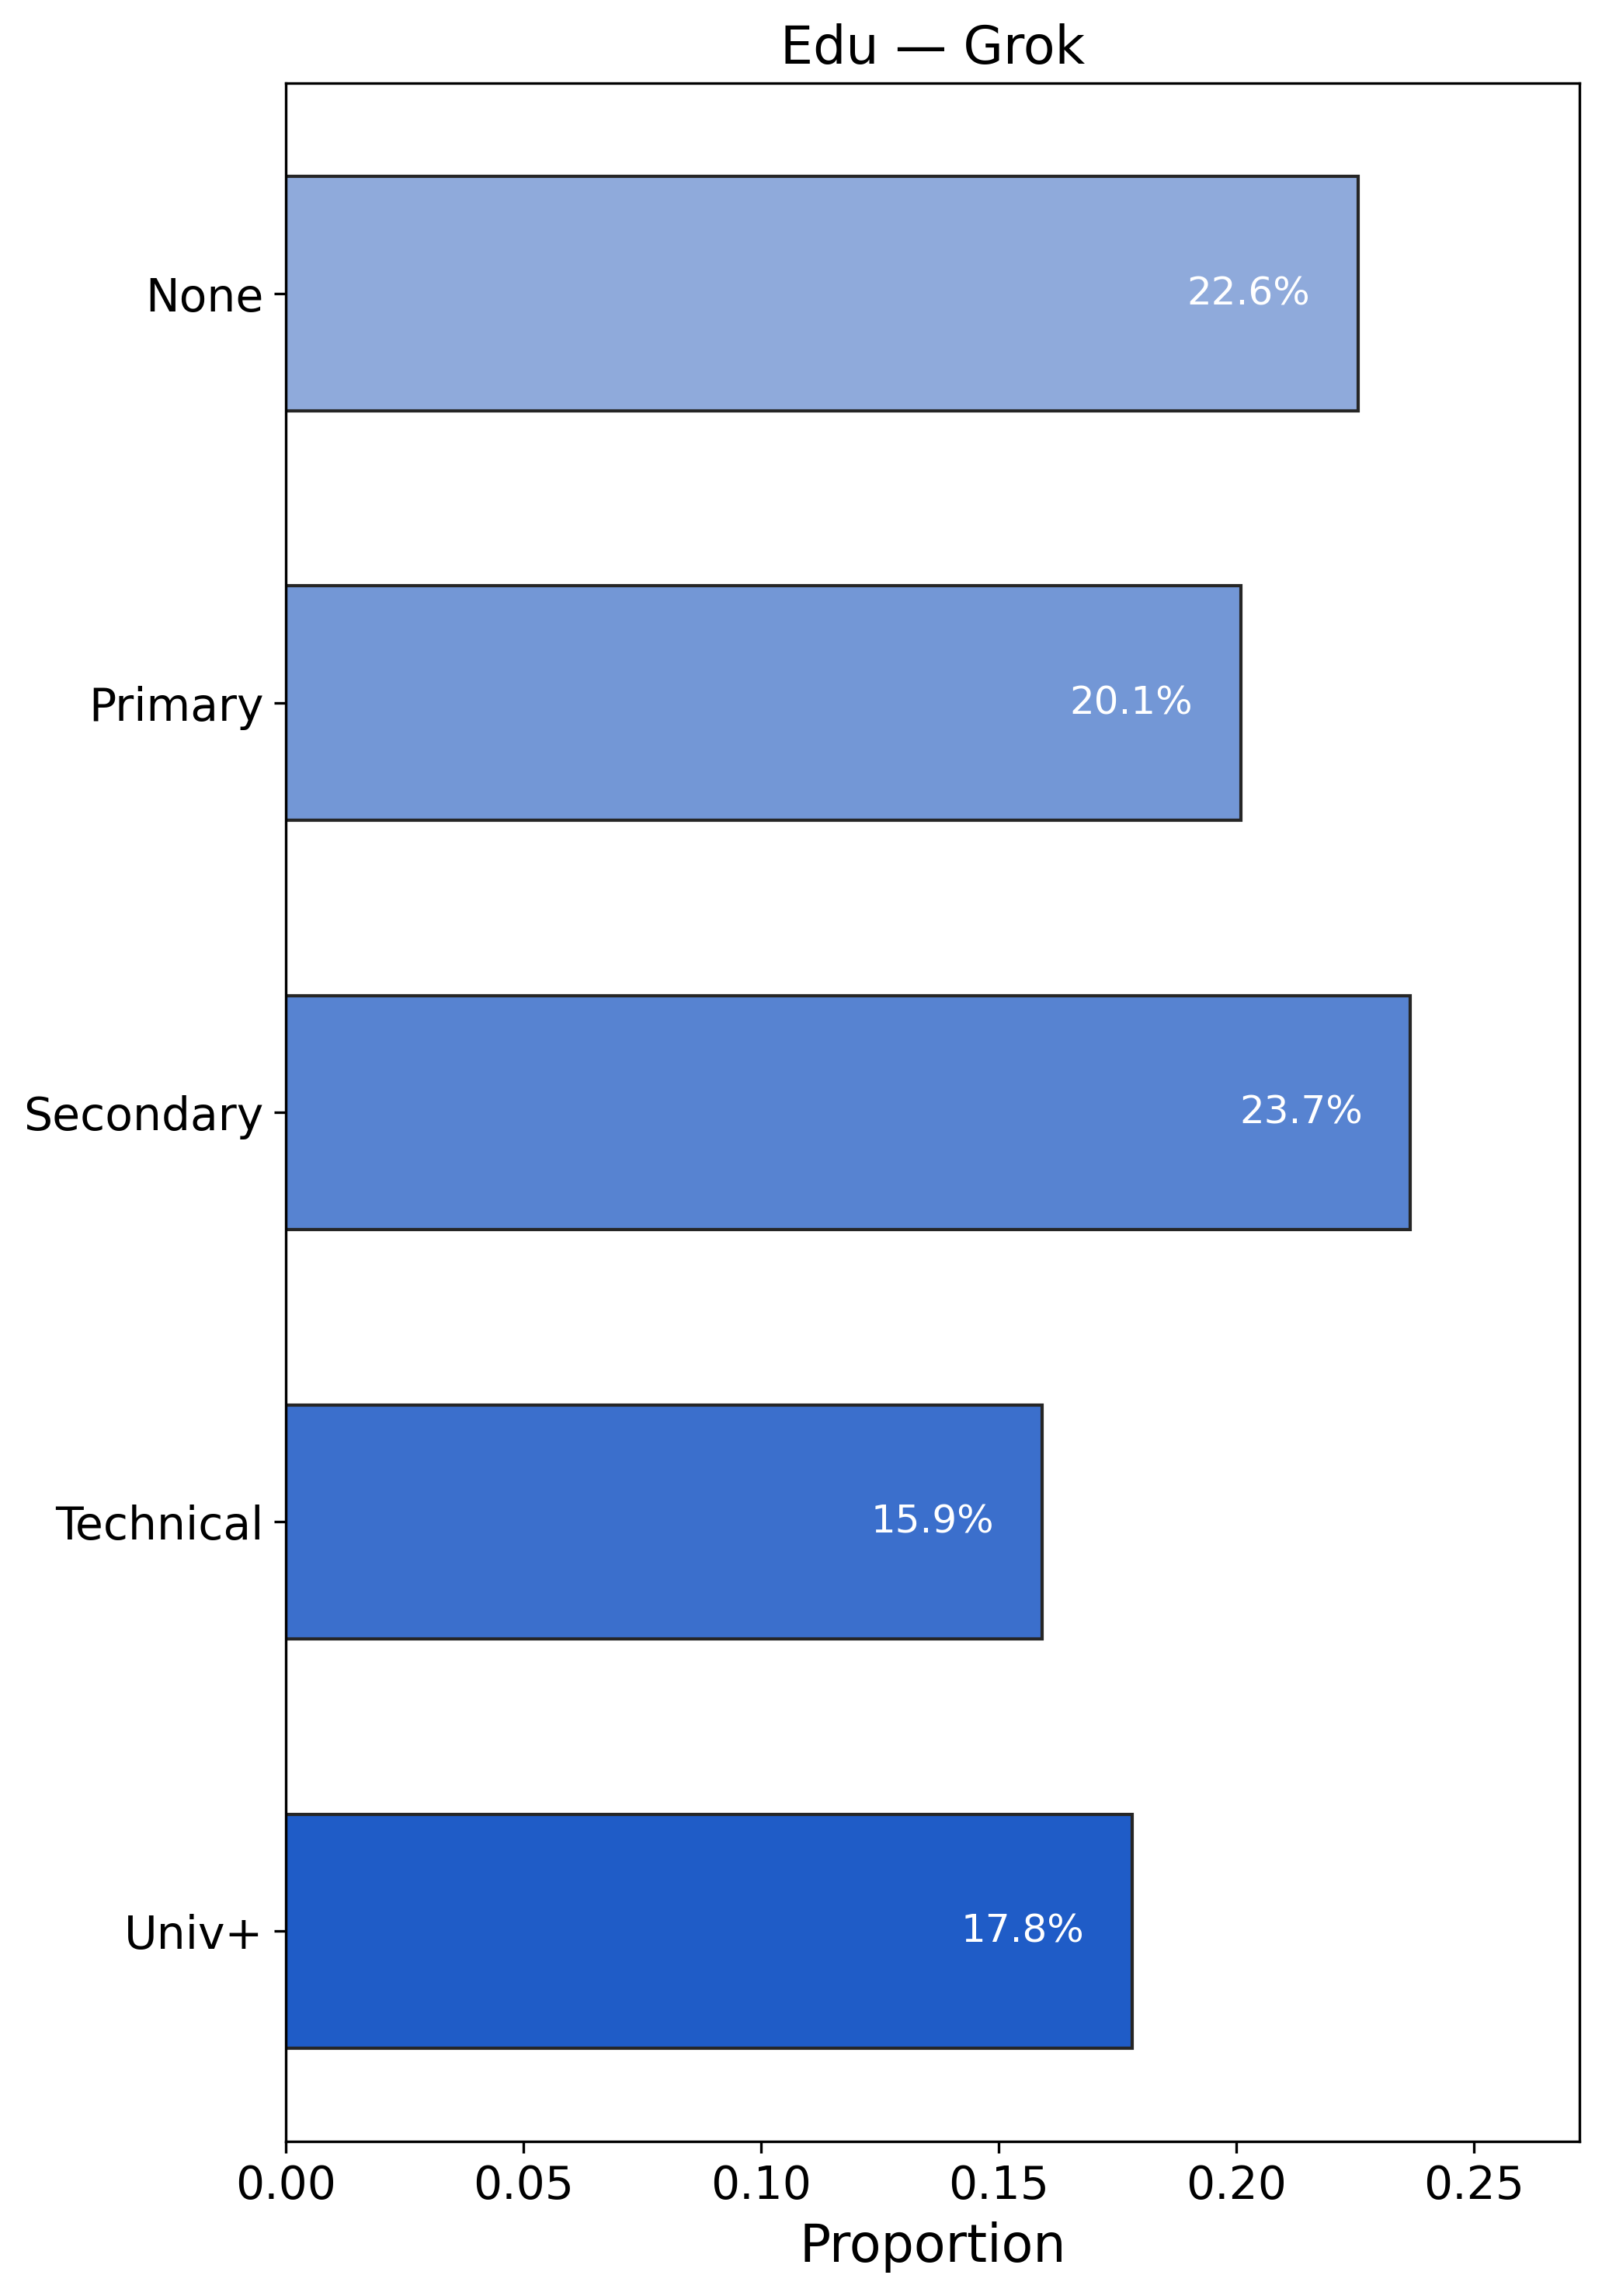 Edu — Grok
None
22.6%
Primary
20.1%
Secondary
23.7%
Technical
15.9%
Univ+
17.8%
0.00 0.05 0.10 0.15 0.20 0.25
Proportion